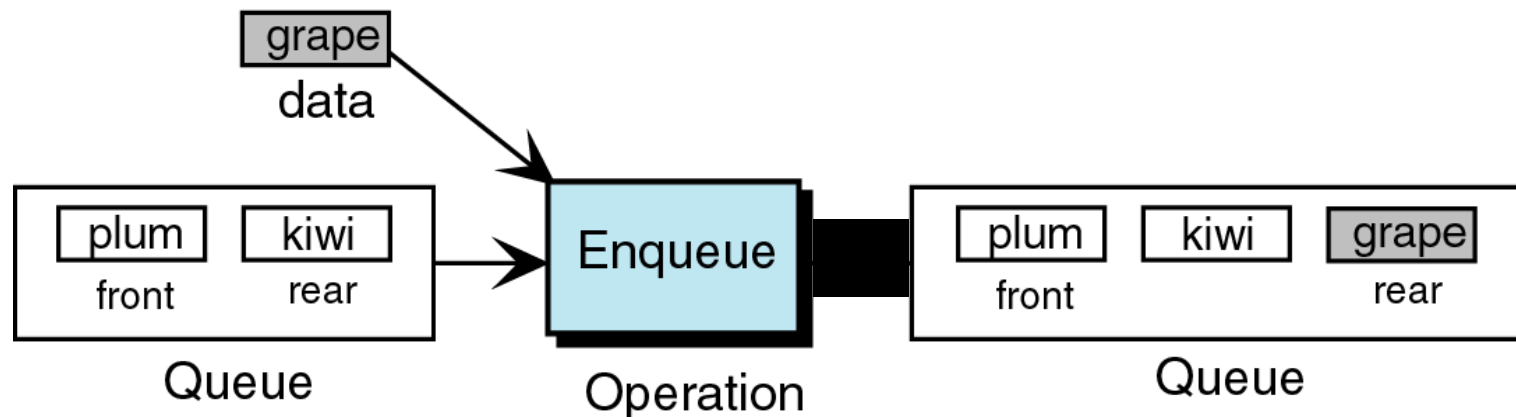 grape
data
plum kiwi
front rear
Queue
Enqueue
Operation
plum kiwi grape
front rear
Queue